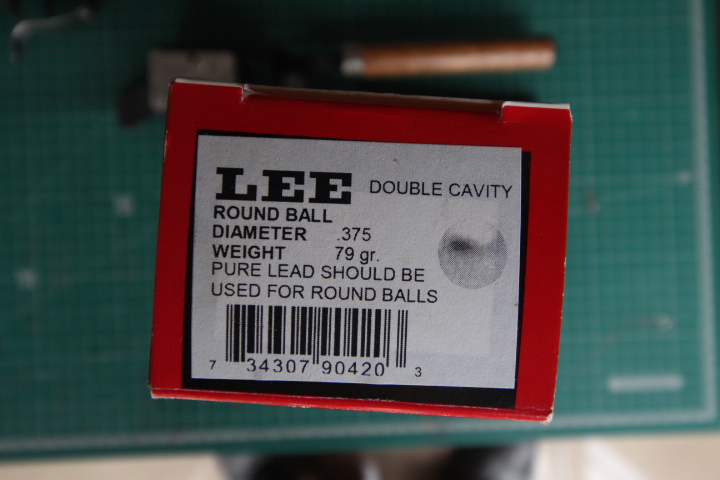 LEE DOUBLE CAVITY
ROUND BALL
DIAMETER .375
WEIGHT 79 gr.
PURE LEAD SHOULD BE
USED FOR ROUND BALLS
7 34307 90420 3